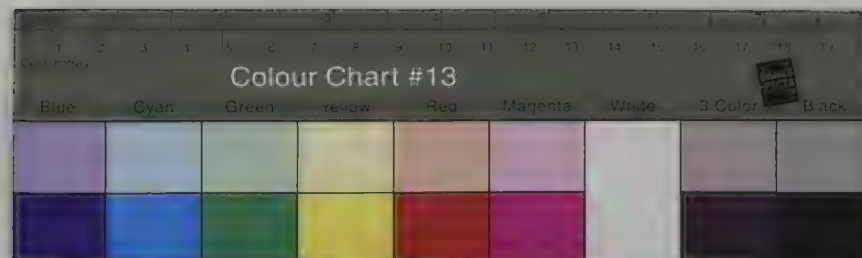 1 2 3 4 5 6 7 8 9 10 11 12 13 14 15 16 17 18 19
Centimetres
Colour Chart #13
Blue Cyan Green Yellow Red Magenta White 3 Color Black